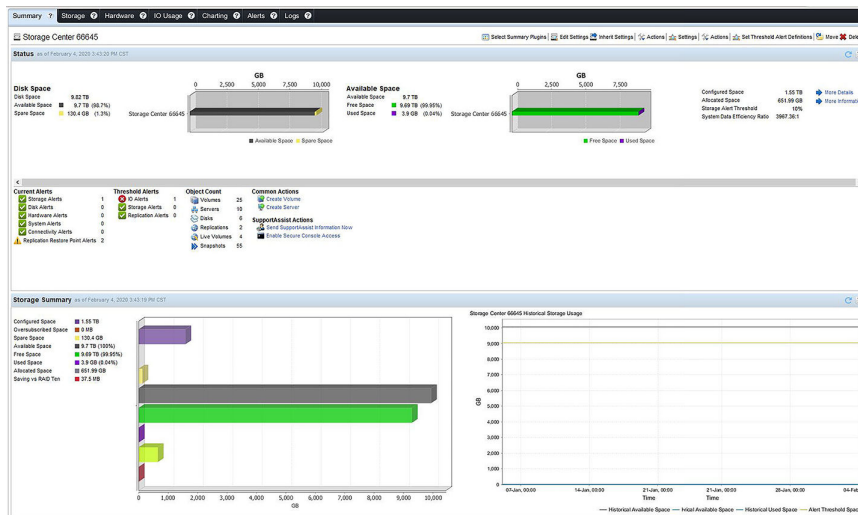 Summary ? Storage ? Hardware ? IO Usage ? Charting ? Alerts ? Logs ?
Storage Center 66645
Select Summary Plugins | Edit Settings Inherit Settings | Actions | Settings | Actions | Set Threshold Alert Definitions | Move Dele
Status as of February 4, 2020 3:43:20 PM CST
Disk Space
Disk Space 9.82 TB
Available Space 9.7 TB (98.7%)
Spare Space 130.4 GB (1.3%)
GB
0 2,500 5,000 7,500 10,000
Storage Center 66645
Available Space Spare Space
Available Space
Available Space 9.7 TB
Free Space 9.69 TB (99.95%)
Used Space 3.9 GB (0.04%)
GB
0 2,500 5,000 7,500
Storage Center 66645
Free Space Used Space
Configured Space 1.55 TB
Allocated Space 651.99 GB
Storage Alert Threshold 10%
System Data Efficiency Ratio 3967.36:1
More Details
More Informati
Current Alerts
Storage Alerts 1
Disk Alerts 0
Hardware Alerts 0
System Alerts 0
Connectivity Alerts 0
Replication Restore Point Alerts 2
Threshold Alerts
IO Alerts 1
Storage Alerts 0
Replication Alerts 0
Object Count
Volumes 25
Servers 10
Disks 6
Replications 2
Live Volumes 4
Snapshots 55
Common Actions
Create Volume
Create Server
SupportAssist Actions
Send SupportAssist Information Now
Enable Secure Console Access
Storage Summary as of February 4, 2020 3:43:19 PM CST
Configured Space 1.55 TB
Oversubscribed Space 0 MB
Spare Space 130.4 GB
Available Space 9.7 TB (100%)
Free Space 9.69 TB (99.95%)
Used Space 3.9 GB (0.04%)
Allocated Space 651.99 GB
Saving vs RAID Ten 37.5 MB
0 1,000 2,000 3,000 4,000 5,000 6,000 7,000 8,000 9,000 10,000
GB
Storage Center 66645 Historical Storage Usage
10,000
9,000
8,000
7,000
6,000
5,000
4,000
3,000
2,000
1,000
0
GB
07-Jan, 00:00 14-Jan, 00:00 21-Jan, 00:00 21-Jan, 00:00 28-Jan, 00:00 04-Feb
Time Time
Historical Available Space Irical Available Space Historical Used Space Alert Threshold Spac